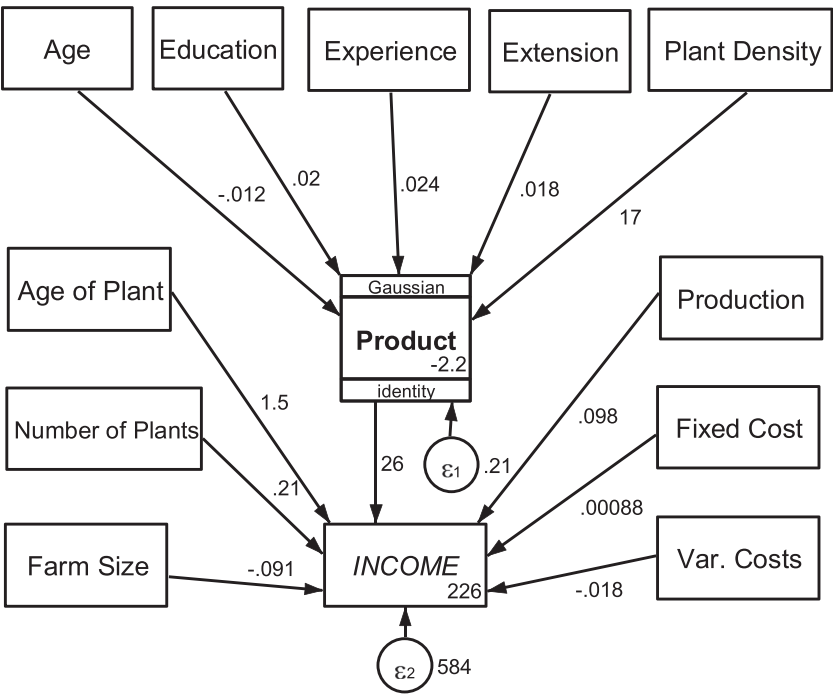 Age
Education
Experience
Extension
Plant Density
-.012
.02
.024
.018
17
Age of Plant
Gaussian
Product
-2.2
identity
Production
1.5
26
ε1
.21
.098
Number of Plants
.21
Fixed Cost
.00088
Farm Size
-.091
INCOME
226
Var. Costs
-.018
ε2
584